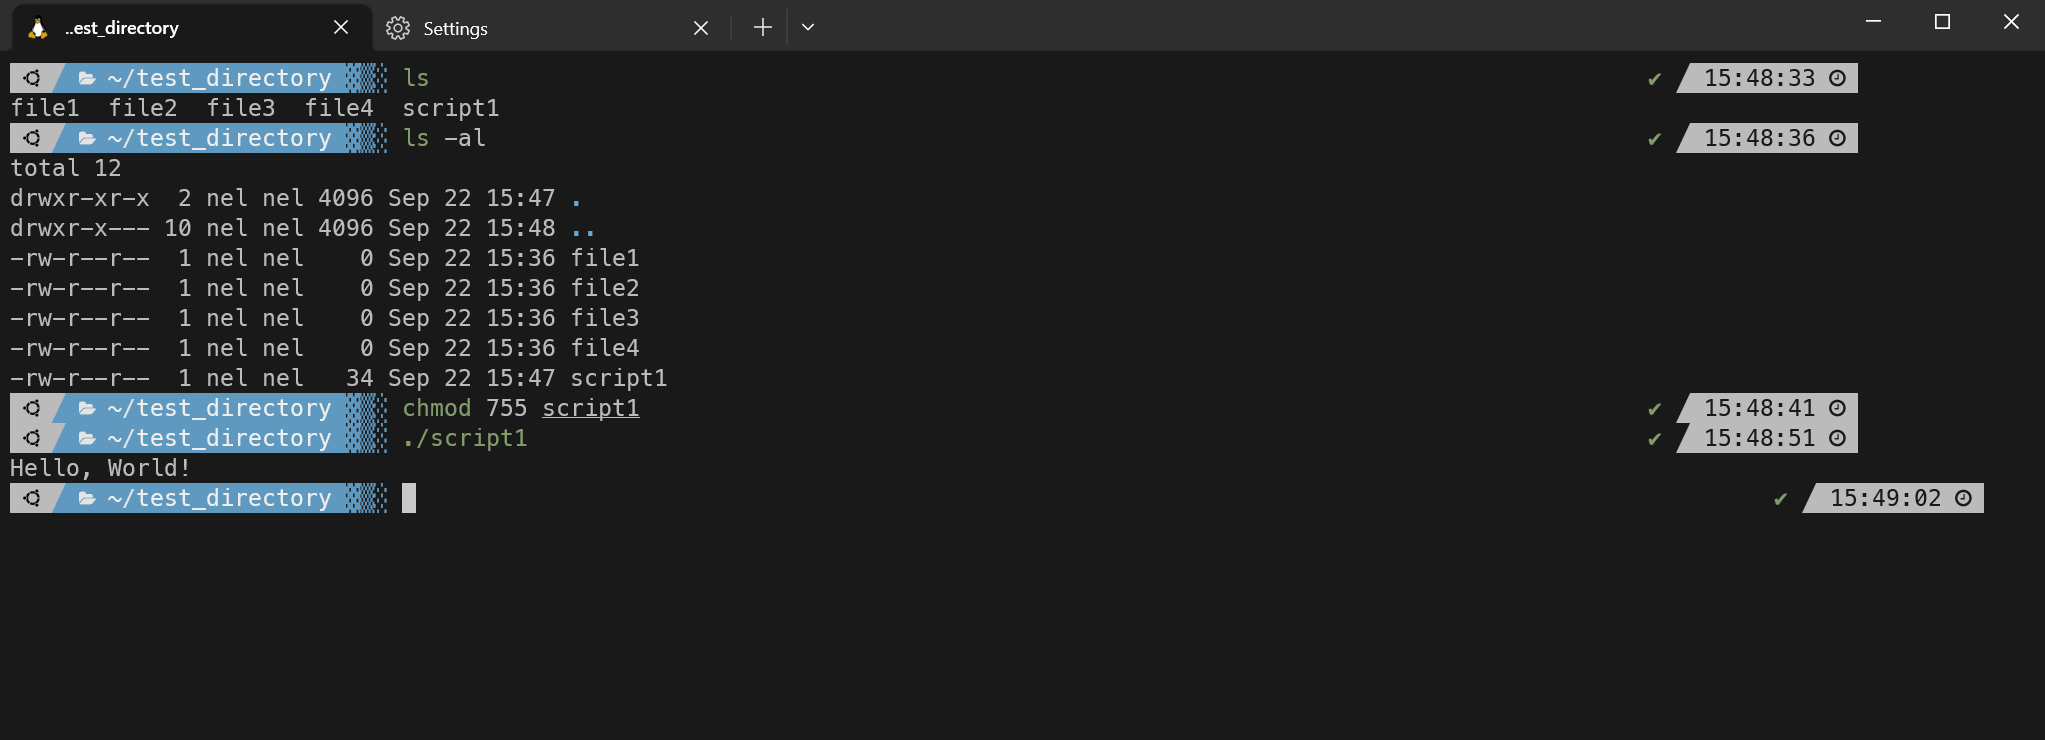 ..est_directory Settings
~/test_directory ls ✔ 15:48:33
file1 file2 file3 file4 script1
~/test_directory ls -al ✔ 15:48:36
total 12
drwxr-xr-x 2 nel nel 4096 Sep 22 15:47 .
drwxr-x--- 10 nel nel 4096 Sep 22 15:48 ..
-rw-r--r-- 1 nel nel 0 Sep 22 15:36 file1
-rw-r--r-- 1 nel nel 0 Sep 22 15:36 file2
-rw-r--r-- 1 nel nel 0 Sep 22 15:36 file3
-rw-r--r-- 1 nel nel 0 Sep 22 15:36 file4
-rw-r--r-- 1 nel nel 34 Sep 22 15:47 script1
~/test_directory chmod 755 script1 ✔ 15:48:41
~/test_directory ./script1 ✔ 15:48:51
Hello, World!
~/test_directory ✔ 15:49:02